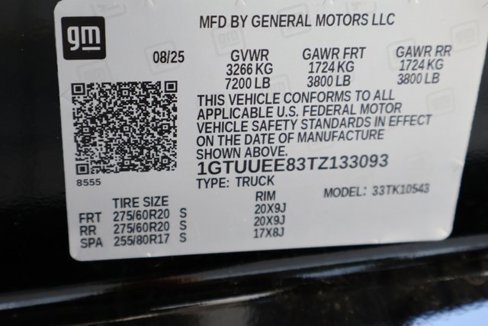 MFD BY GENERAL MOTORS LLC
gm
08/25 GVWR GAWR FRT GAWR RR
3266 KG 1724 KG 1724 KG
7200 LB 3800 LB 3800 LB
THIS VEHICLE CONFORMS TO ALL
APPLICABLE U.S. FEDERAL MOTOR
VEHICLE SAFETY STANDARDS IN EFFECT
ON THE DATE OF MANUFACTURE
SHOWN ABOVE.
8555
1GTUUEE83TZ133093
TYPE: TRUCK MODEL: 33TK10543
TIRE SIZE RIM
FRT 275/60R20 S 20X9J
RR 275/60R20 S 20X9J
SPA 255/80R17 S 17X8J